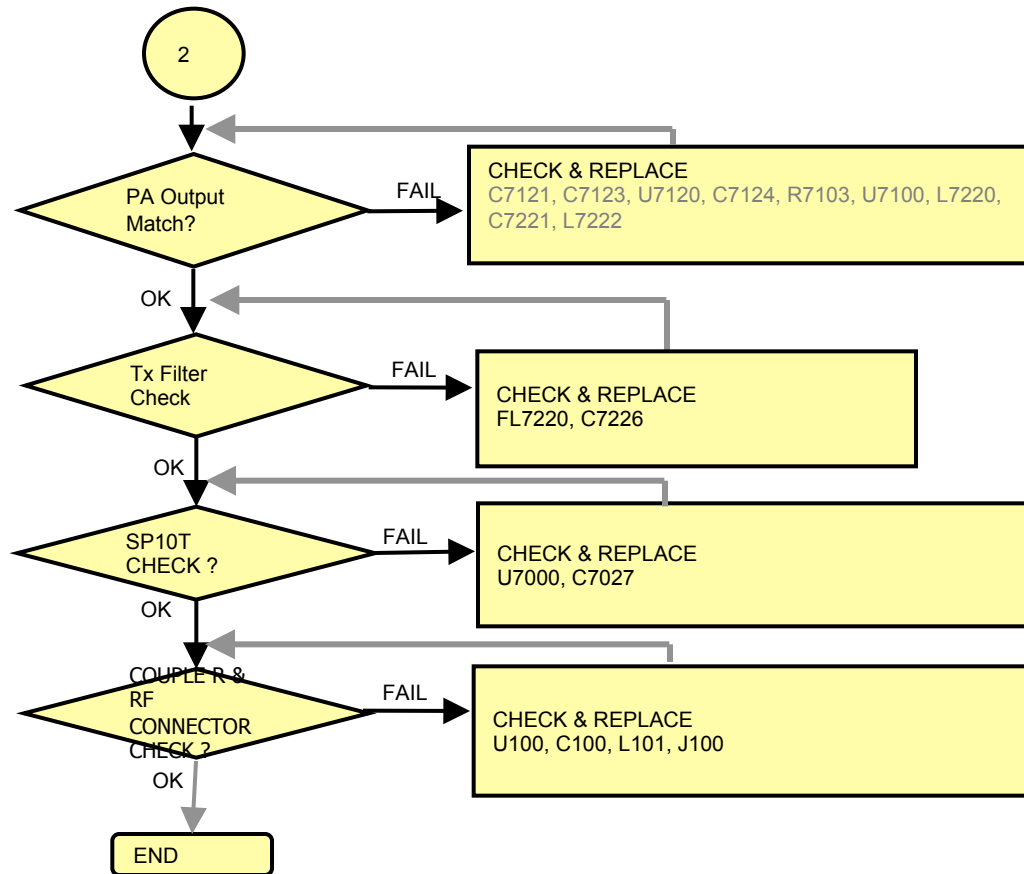 2
PA Output
Match?
FAIL
CHECK & REPLACE
C7121, C7123, U7120, C7124, R7103, U7100, L7220,
C7221, L7222
OK
Tx Filter
Check
FAIL
CHECK & REPLACE
FL7220, C7226
OK
SP10T
CHECK ?
FAIL
CHECK & REPLACE
U7000, C7027
OK
COUPLE R &
RF
CONNECTOR
CHECK ?
FAIL
CHECK & REPLACE
U100, C100, L101, J100
OK
END